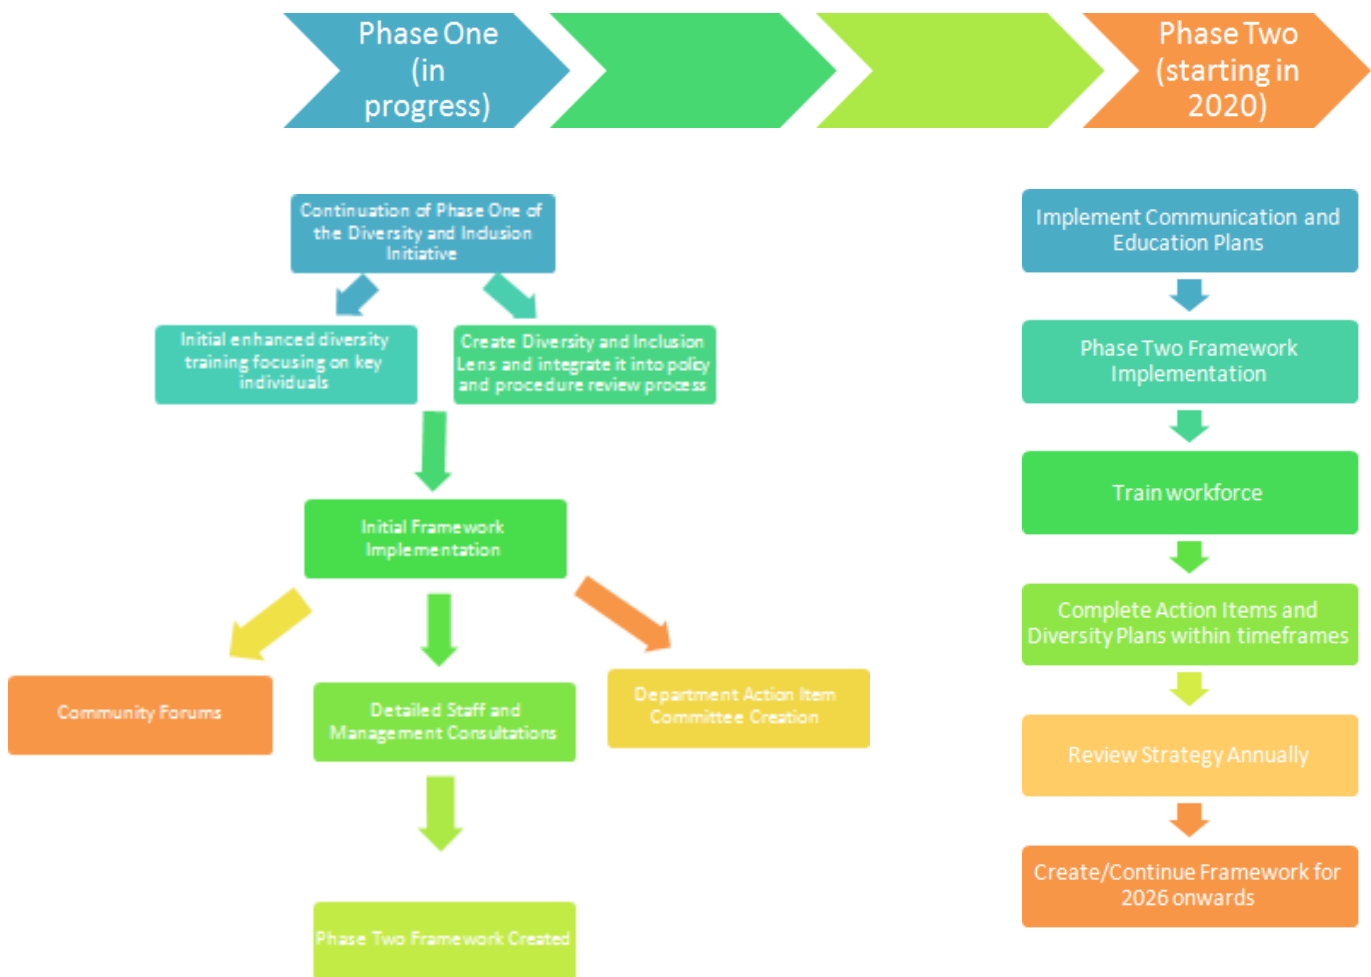 Phase One
(in
progress)
Phase Two
(starting in
2020)
Continuation of Phase One of
the Diversity and Inclusion
Initiative
Initial enhanced diversity
training focusing on key
individuals
Create Diversity and Inclusion
Lens and integrate it into policy
and procedure review process
Initial Framework
Implementation
Community Forums
Detailed Staff and
Management Consultations
Department Action Item
Committee Creation
Phase Two Framework Created
Implement Communication and
Education Plans
Phase Two Framework
Implementation
Train workforce
Complete Action Items and
Diversity Plans within timeframes
Review Strategy Annually
Create/Continue Framework for
2026 onwards